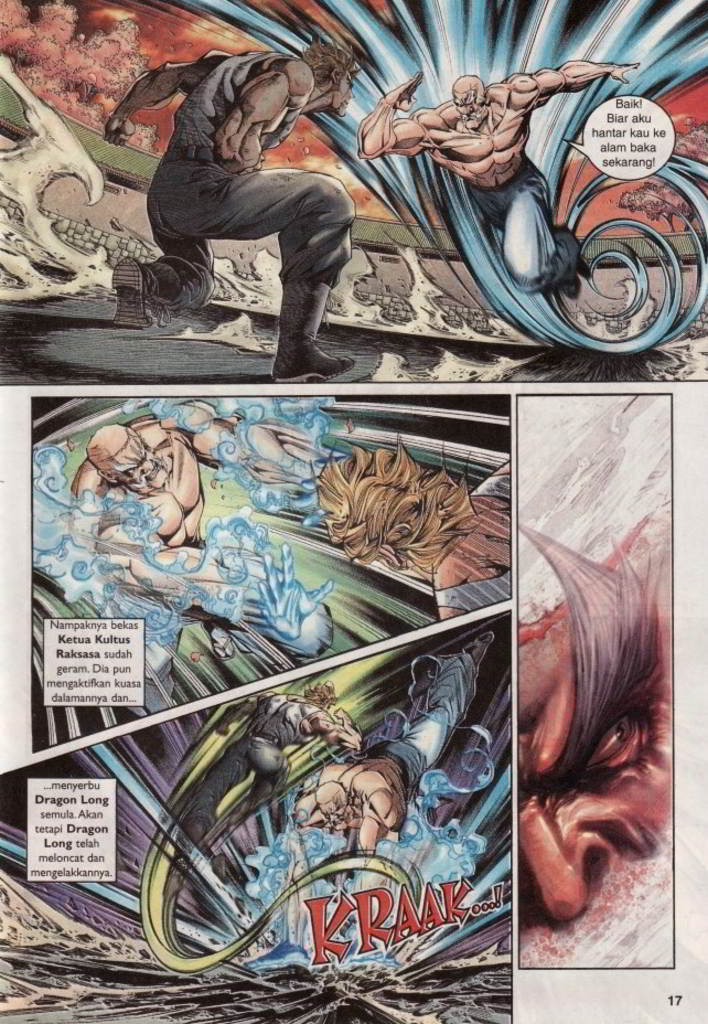 Baik!
Biar aku
hantar kau ke
alam baka
sekarang!
Nampaknya bekas
Ketua Kultus
Raksasa sudah
geram. Dia pun
mengaktifkan kuasa
dalamannya dan...
...menyerbu
Dragon Long
semula. Akan
tetapi Dragon
Long telah
meloncat dan
mengelakkannya.
KRAAK...!
17